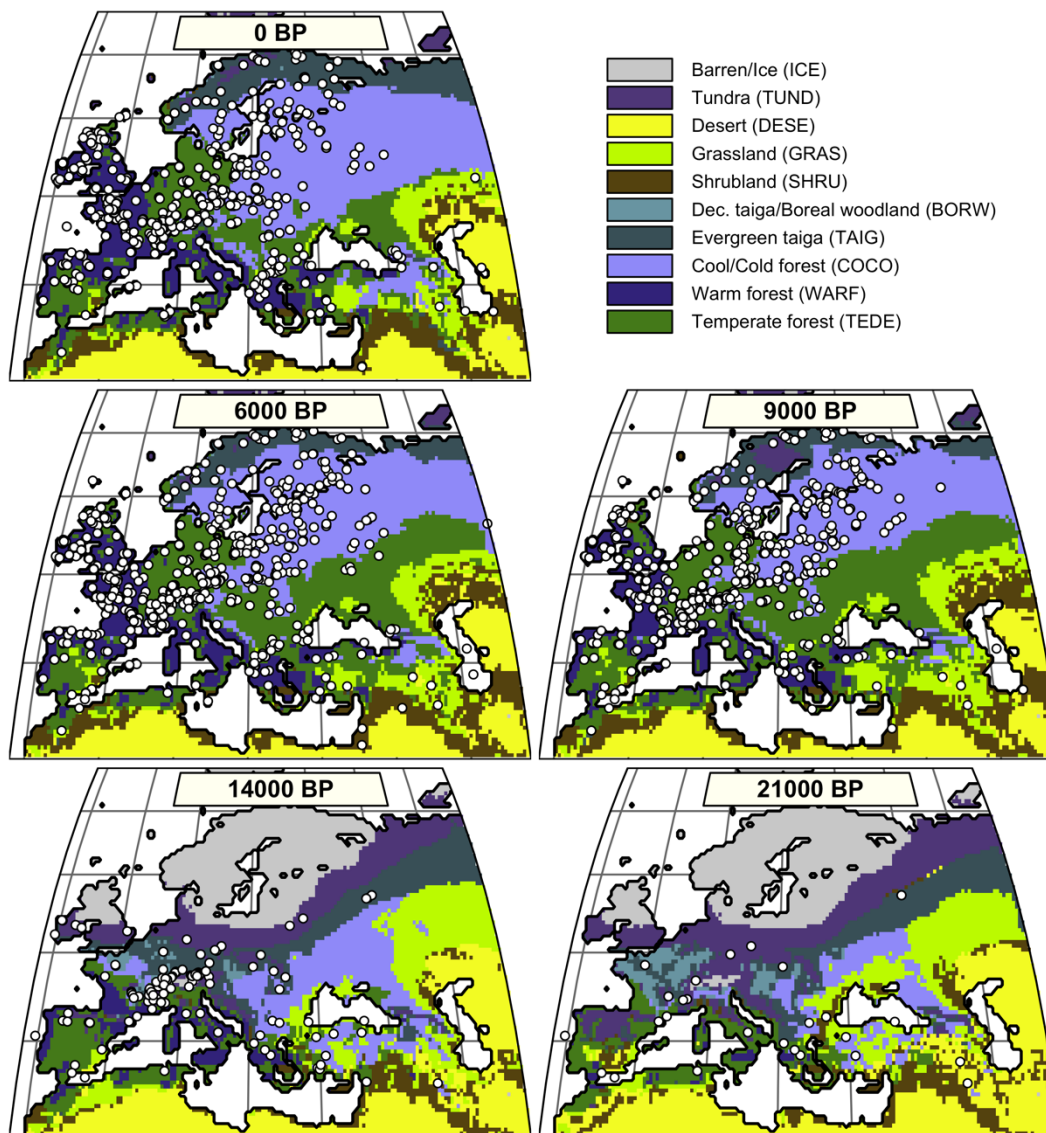 0 BP
Barren/Ice (ICE)
Tundra (TUND)
Desert (DESE)
Grassland (GRAS)
Shrubland (SHRU)
Dec. taiga/Boreal woodland (BORW)
Evergreen taiga (TAIG)
Cool/Cold forest (COCO)
Warm forest (WARF)
Temperate forest (TEDE)
6000 BP
9000 BP
14000 BP
21000 BP